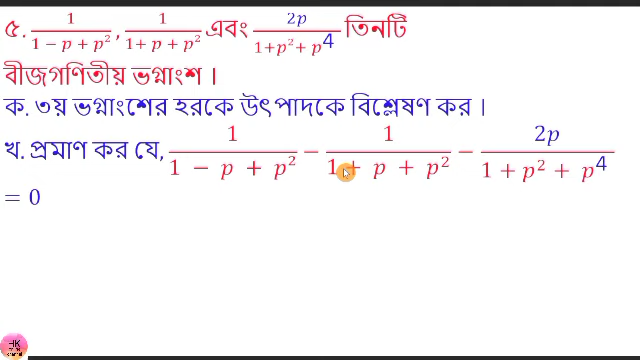 ৫. 1/(1 − p + p²), 1/(1+ p + p²) এবং 2p/(1+p²+ p⁴) তিনটি
বীজগণিতীয় ভগ্নাংশ ।
ক. ৩য় ভগ্নাংশের হরকে উৎপাদকে বিশ্লেষণ কর ।
খ. প্রমাণ কর যে, 1/(1 − p + p²) − 1/(1 + p + p²) − 2p/(1 + p² + p⁴)
= 0
HK